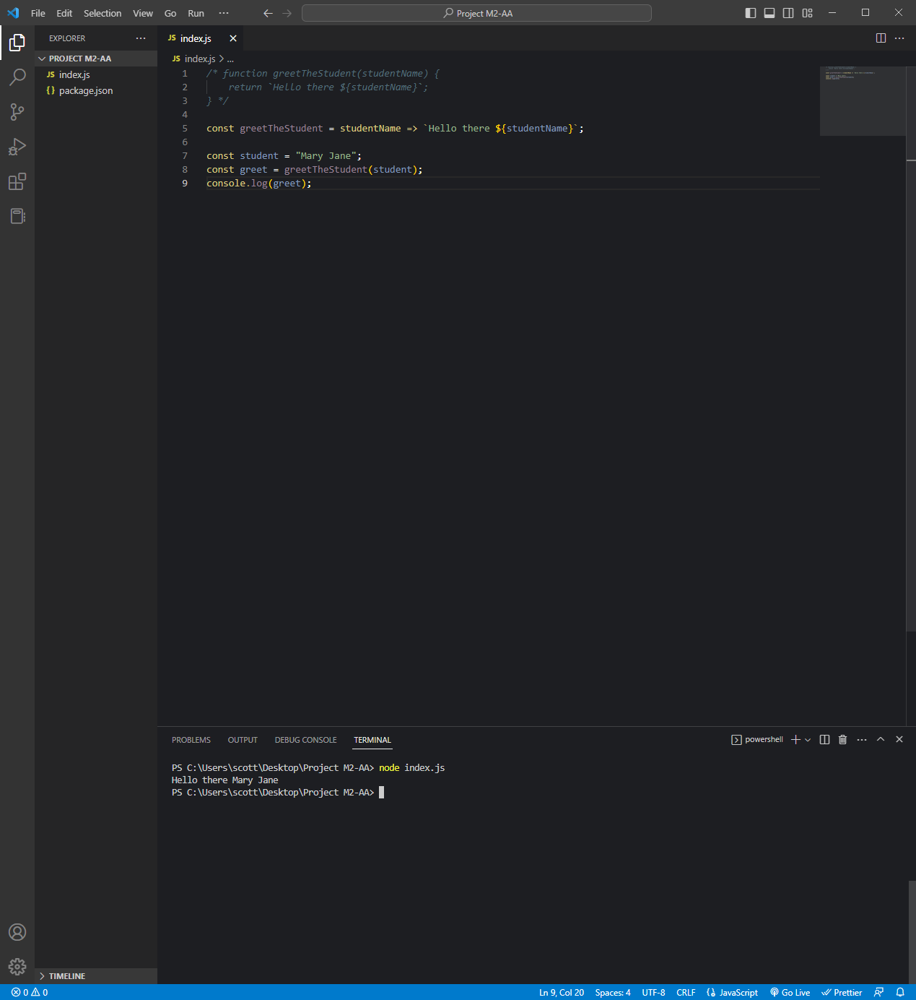 File Edit Selection View Go Run ···
Project M2-AA
EXPLORER
PROJECT M2-AA
JS index.js
{} package.json
TIMELINE
JS index.js
JS index.js > ...
1 /* function greetTheStudent(studentName) {
2     return `Hello there ${studentName}`;
3 } */
4
5 const greetTheStudent = studentName => `Hello there ${studentName}`;
6
7 const student = "Mary Jane";
8 const greet = greetTheStudent(student);
9 console.log(greet);
PROBLEMS OUTPUT DEBUG CONSOLE TERMINAL
powershell
PS C:\Users\scott\Desktop\Project M2-AA> node index.js
Hello there Mary Jane
PS C:\Users\scott\Desktop\Project M2-AA>
0 0 Ln 9, Col 20 Spaces: 4 UTF-8 CRLF JavaScript Go Live Prettier